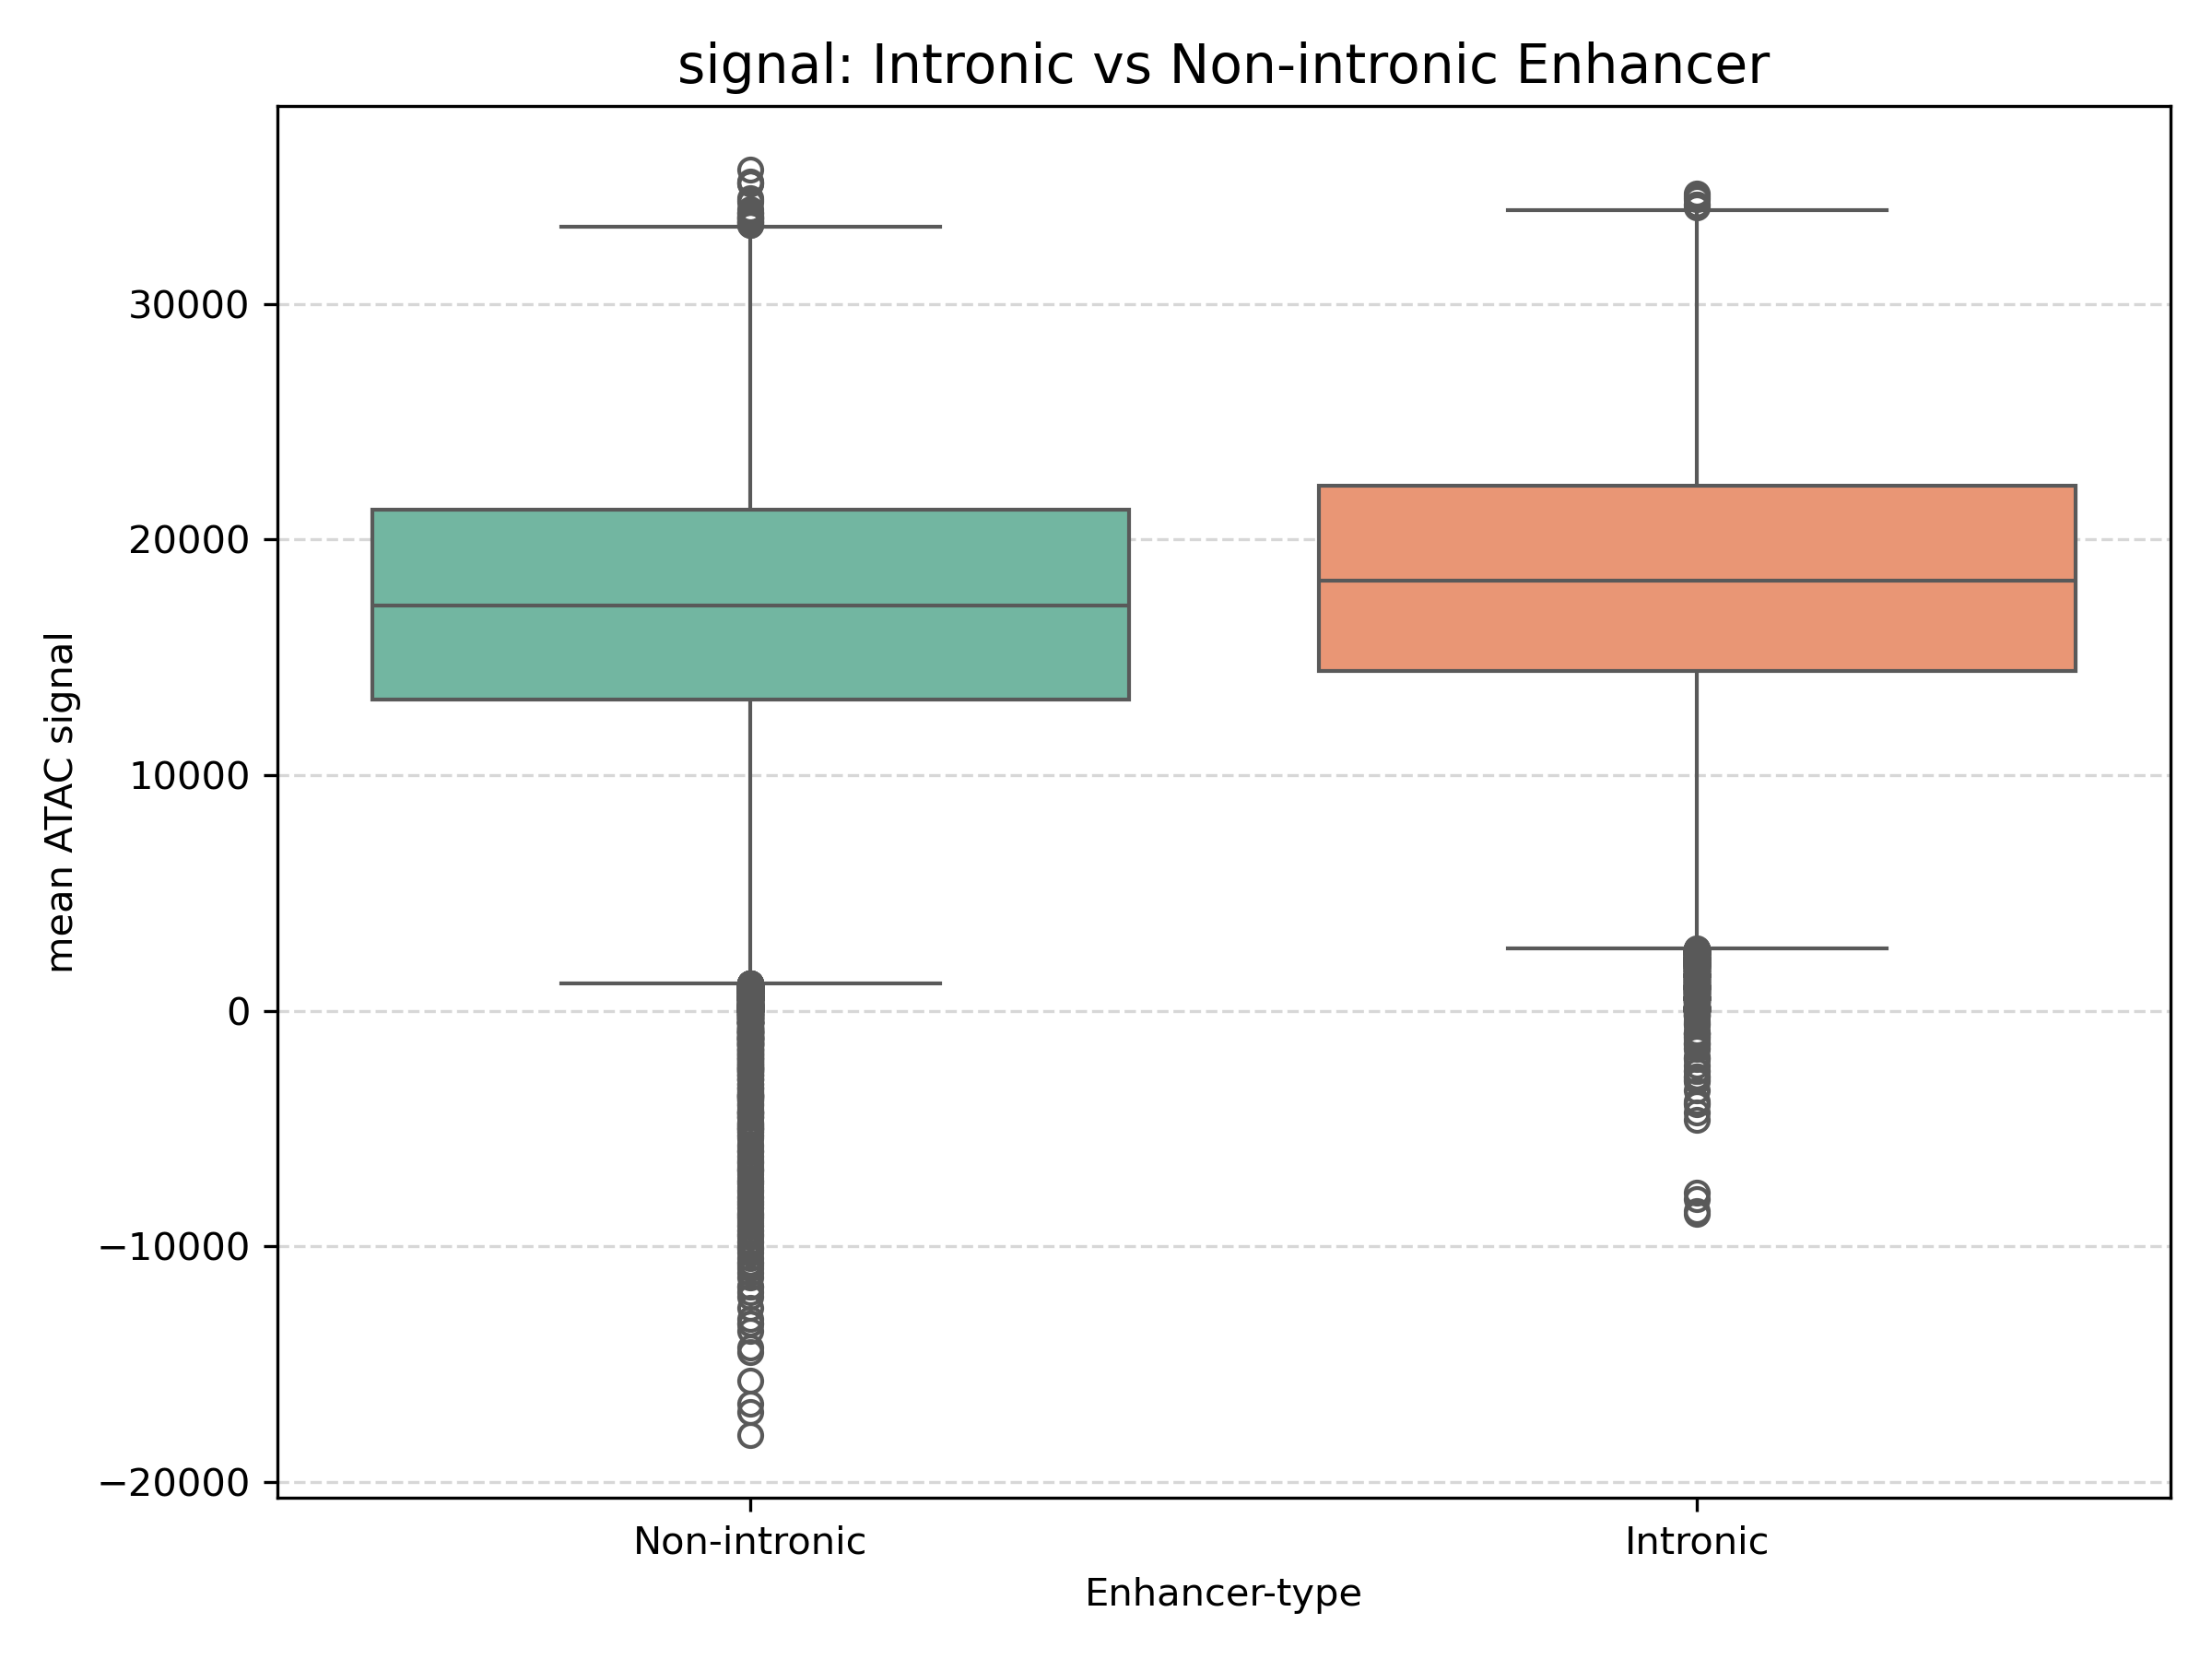 signal: Intronic vs Non-intronic Enhancer
mean ATAC signal
30000
20000
10000
0
−10000
−20000
Non-intronic
Intronic
Enhancer-type